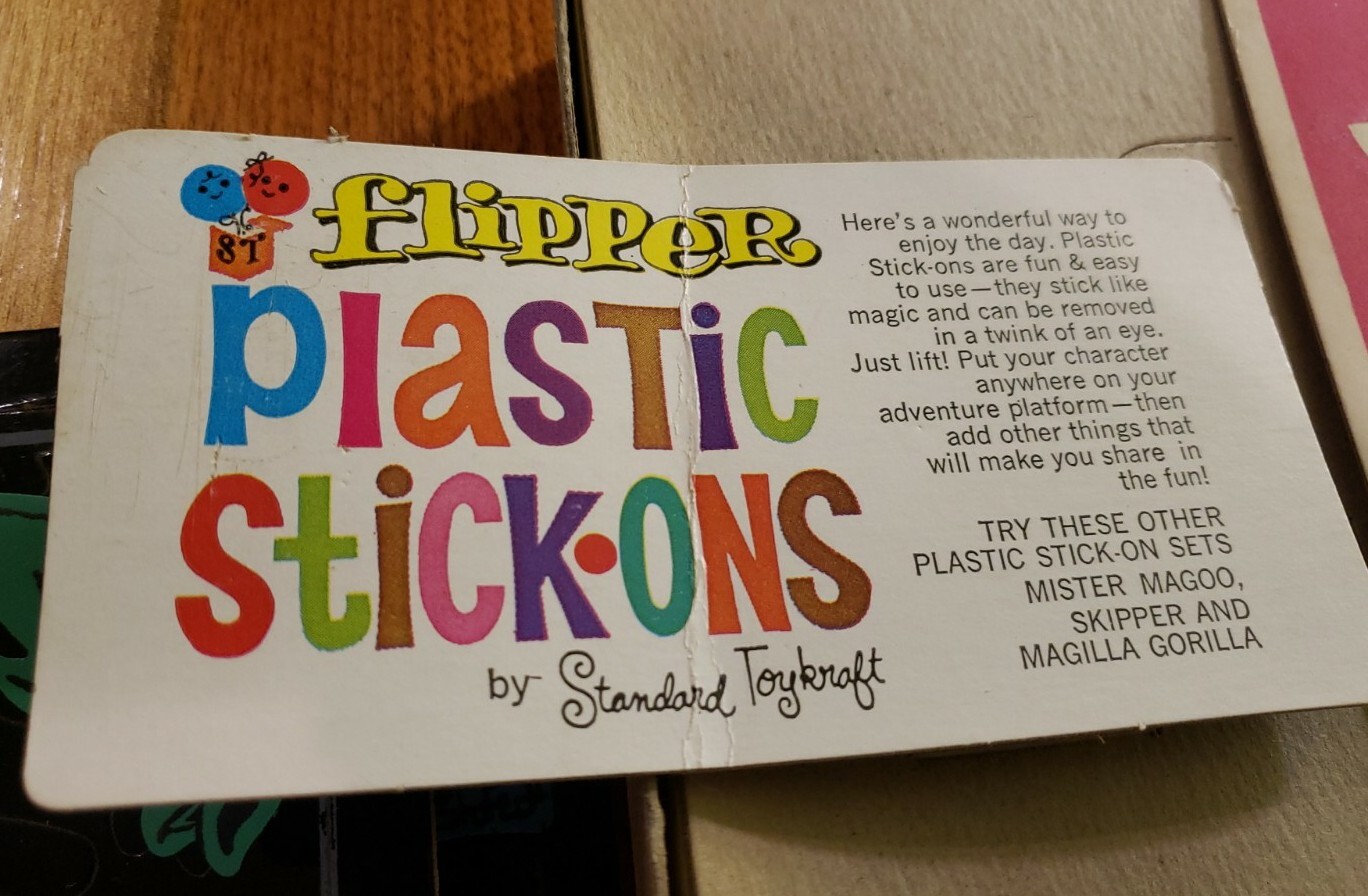 ST
flipper
plastic
stick·ons
by Standard Toykraft
Here's a wonderful way to
enjoy the day. Plastic
Stick-ons are fun & easy
to use—they stick like
magic and can be removed
in a twink of an eye.
Just lift! Put your character
anywhere on your
adventure platform—then
add other things that
will make you share in
the fun!
TRY THESE OTHER
PLASTIC STICK-ON SETS
MISTER MAGOO,
SKIPPER AND
MAGILLA GORILLA